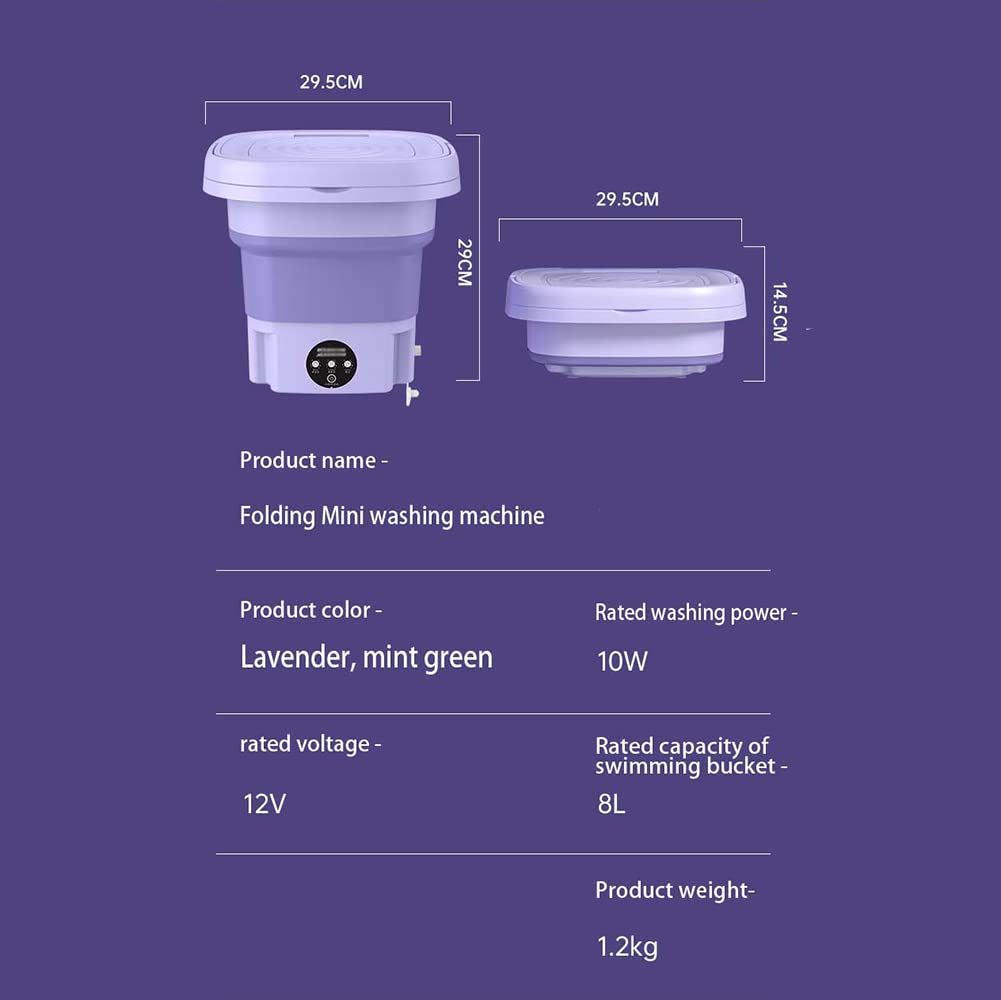 29.5CM
29CM
29.5CM
14.5CM
Product name -
Folding Mini washing machine
Product color -
Lavender, mint green
Rated washing power -
10W
rated voltage -
12V
Rated capacity of
swimming bucket -
8L
Product weight-
1.2kg